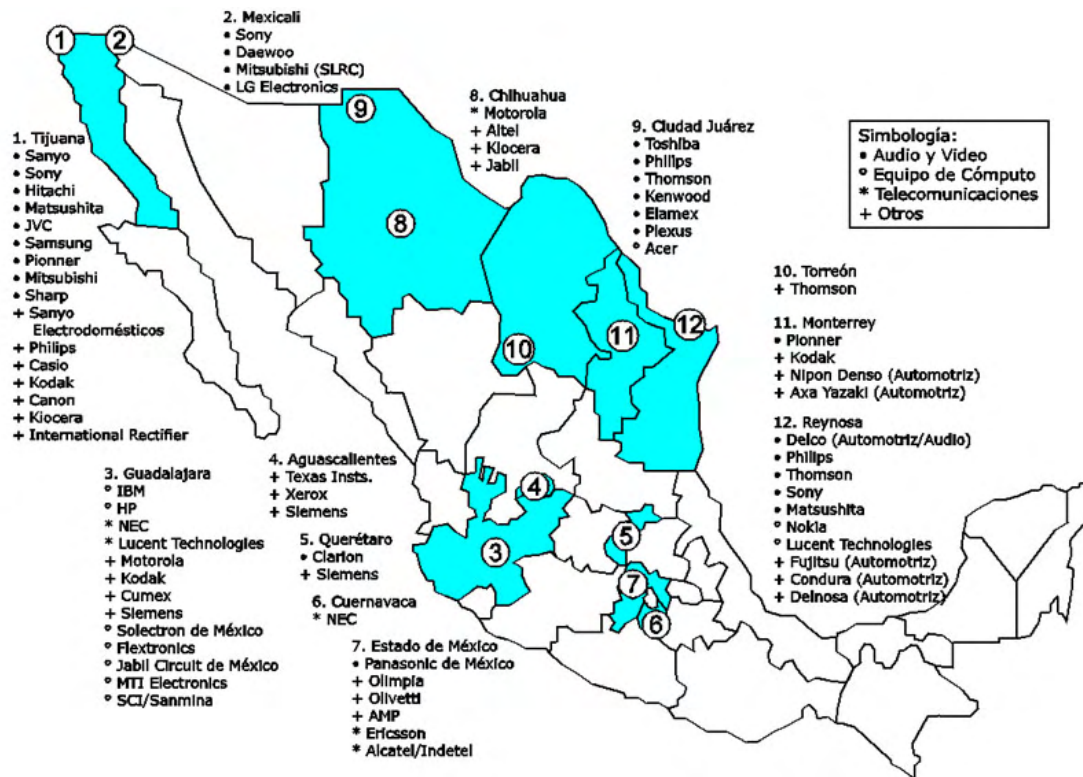 1
2
2. Mexicali
• Sony
• Daewoo
• Mitsubishi (SLRC)
• LG Electronics
9
8. Chihuahua
* Motorola
+ Altel
+ Kiocera
+ Jabil
9. Ciudad Juárez
• Toshiba
• Philips
• Thomson
• Kenwood
• Elamex
• Plexus
° Acer
Simbología:
• Audio y Video
° Equipo de Cómputo
* Telecomunicaciones
+ Otros
1. Tijuana
• Sanyo
• Sony
• Hitachi
• Matsushita
• JVC
• Samsung
• Pionner
• Mitsubishi
• Sharp
+ Sanyo
Electrodomésticos
+ Philips
+ Casio
+ Kodak
+ Canon
+ Kiocera
+ International Rectifier
8
10
11
12
10. Torreón
+ Thomson
11. Monterrey
• Pionner
+ Kodak
+ Nipon Denso (Automotriz)
+ Axa Yazaki (Automotriz)
12. Reynosa
• Delco (Automotriz/Audio)
• Philips
• Thomson
• Sony
• Matsushita
° Nokia
° Lucent Technologies
+ Fujitsu (Automotriz)
+ Condura (Automotriz)
+ Delnosa (Automotriz)
3. Guadalajara
° IBM
° HP
* NEC
* Lucent Technologies
+ Motorola
+ Kodak
+ Cumex
+ Siemens
° Solectron de México
° Flextronics
° Jabil Circuit de México
° MTI Electronics
° SCI/Sanmina
4. Aguascalientes
+ Texas Insts.
+ Xerox
+ Siemens
5. Querétaro
• Clarion
+ Siemens
6. Cuernavaca
* NEC
7. Estado de México
• Panasonic de México
+ Olimpia
+ Olivetti
+ AMP
* Ericsson
* Alcatel/Indetel
4
3
5
7
6